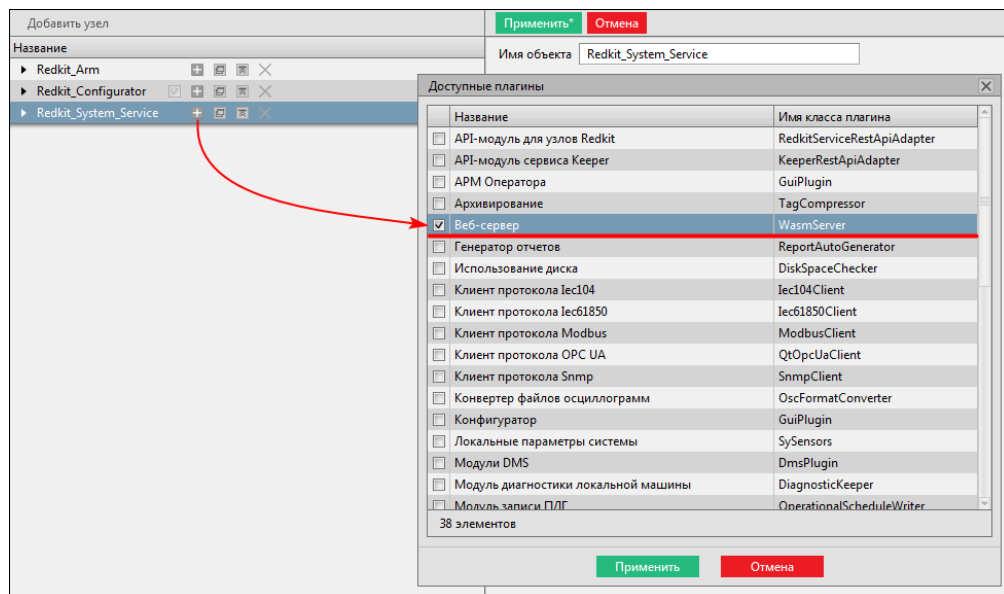 Добавить узел
Применить* Отмена
Название
Имя объекта Redkit_System_Service
Redkit_Arm
Redkit_Configurator
Redkit_System_Service
Доступные плагины
Название Имя класса плагина
API-модуль для узлов Redkit RedkitServiceRestApiAdapter
API-модуль сервиса Keeper KeeperRestApiAdapter
АРМ Оператора GuiPlugin
Архивирование TagCompressor
Веб-сервер WasmServer
Генератор отчетов ReportAutoGenerator
Использование диска DiskSpaceChecker
Клиент протокола Iec104 Iec104Client
Клиент протокола Iec61850 Iec61850Client
Клиент протокола Modbus ModbusClient
Клиент протокола OPC UA QtOpcUaClient
Клиент протокола Snmp SnmpClient
Конвертер файлов осциллограмм OscFormatConverter
Конфигуратор GuiPlugin
Локальные параметры системы SySensors
Модули DMS DmsPlugin
Модуль диагностики локальной машины DiagnosticKeeper
Модуль записи ПДГ OperationalScheduleWriter
38 элементов
Применить Отмена